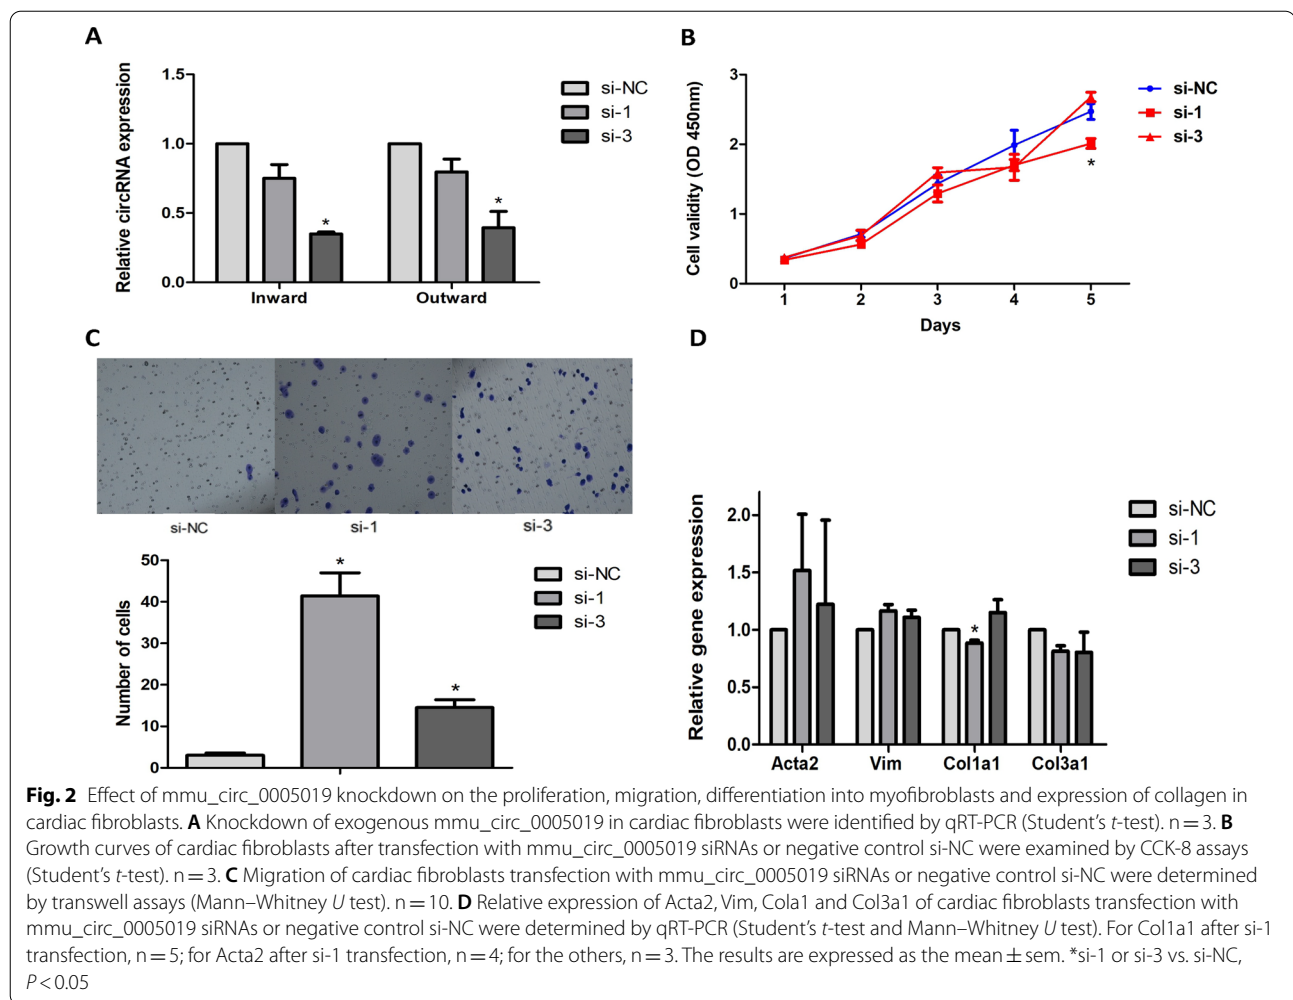 A
Relative circRNA expression
1.5
1.0
0.5
0.0
Inward
Outward
*
*
si-NC
si-1
si-3
B
Cell validity (OD 450nm)
3
2
1
0
1
2
3
4
5
Days
*
si-NC
si-1
si-3
C
si-NC
si-1
si-3
Number of cells
50
40
30
20
10
0
*
*
si-NC
si-1
si-3
D
Relative gene expression
2.0
1.5
1.0
0.5
0.0
*
Acta2
Vim
Col1a1
Col3a1
si-NC
si-1
si-3
Fig. 2 Effect of mmu_circ_0005019 knockdown on the proliferation, migration, differentiation into myofibroblasts and expression of collagen in
cardiac fibroblasts. A Knockdown of exogenous mmu_circ_0005019 in cardiac fibroblasts were identified by qRT-PCR (Student's t-test). n = 3. B
Growth curves of cardiac fibroblasts after transfection with mmu_circ_0005019 siRNAs or negative control si-NC were examined by CCK-8 assays
(Student's t-test). n = 3. C Migration of cardiac fibroblasts transfection with mmu_circ_0005019 siRNAs or negative control si-NC were determined
by transwell assays (Mann–Whitney U test). n = 10. D Relative expression of Acta2, Vim, Cola1 and Col3a1 of cardiac fibroblasts transfection with
mmu_circ_0005019 siRNAs or negative control si-NC were determined by qRT-PCR (Student's t-test and Mann–Whitney U test). For Col1a1 after si-1
transfection, n = 5; for Acta2 after si-1 transfection, n = 4; for the others, n = 3. The results are expressed as the mean ± sem. *si-1 or si-3 vs. si-NC,
P < 0.05